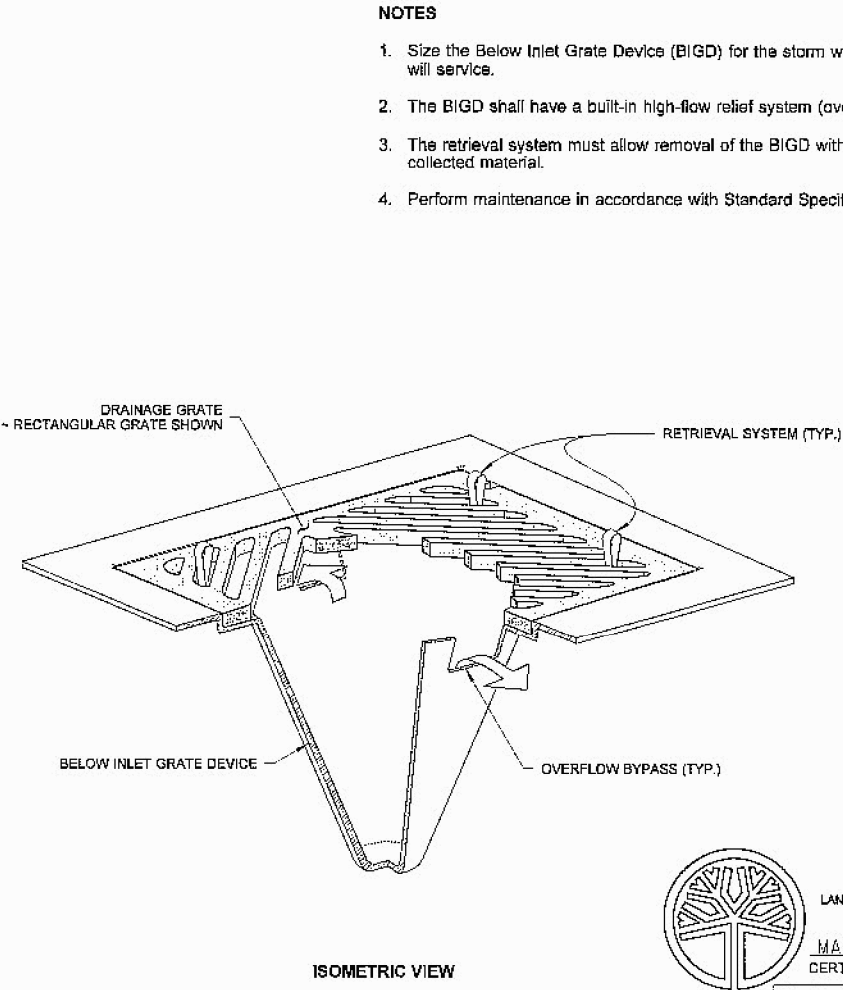 NOTES
1. Size the Below Inlet Grate Device (BIGD) for the storm w
will service.
2. The BIGD shall have a built-in high-flow relief system (ov
3. The retrieval system must allow removal of the BIGD with
collected material.
4. Perform maintenance in accordance with Standard Specif
DRAINAGE GRATE
~ RECTANGULAR GRATE SHOWN
RETRIEVAL SYSTEM (TYP.)
BELOW INLET GRATE DEVICE
OVERFLOW BYPASS (TYP.)
LAN
MA
CERT
ISOMETRIC VIEW